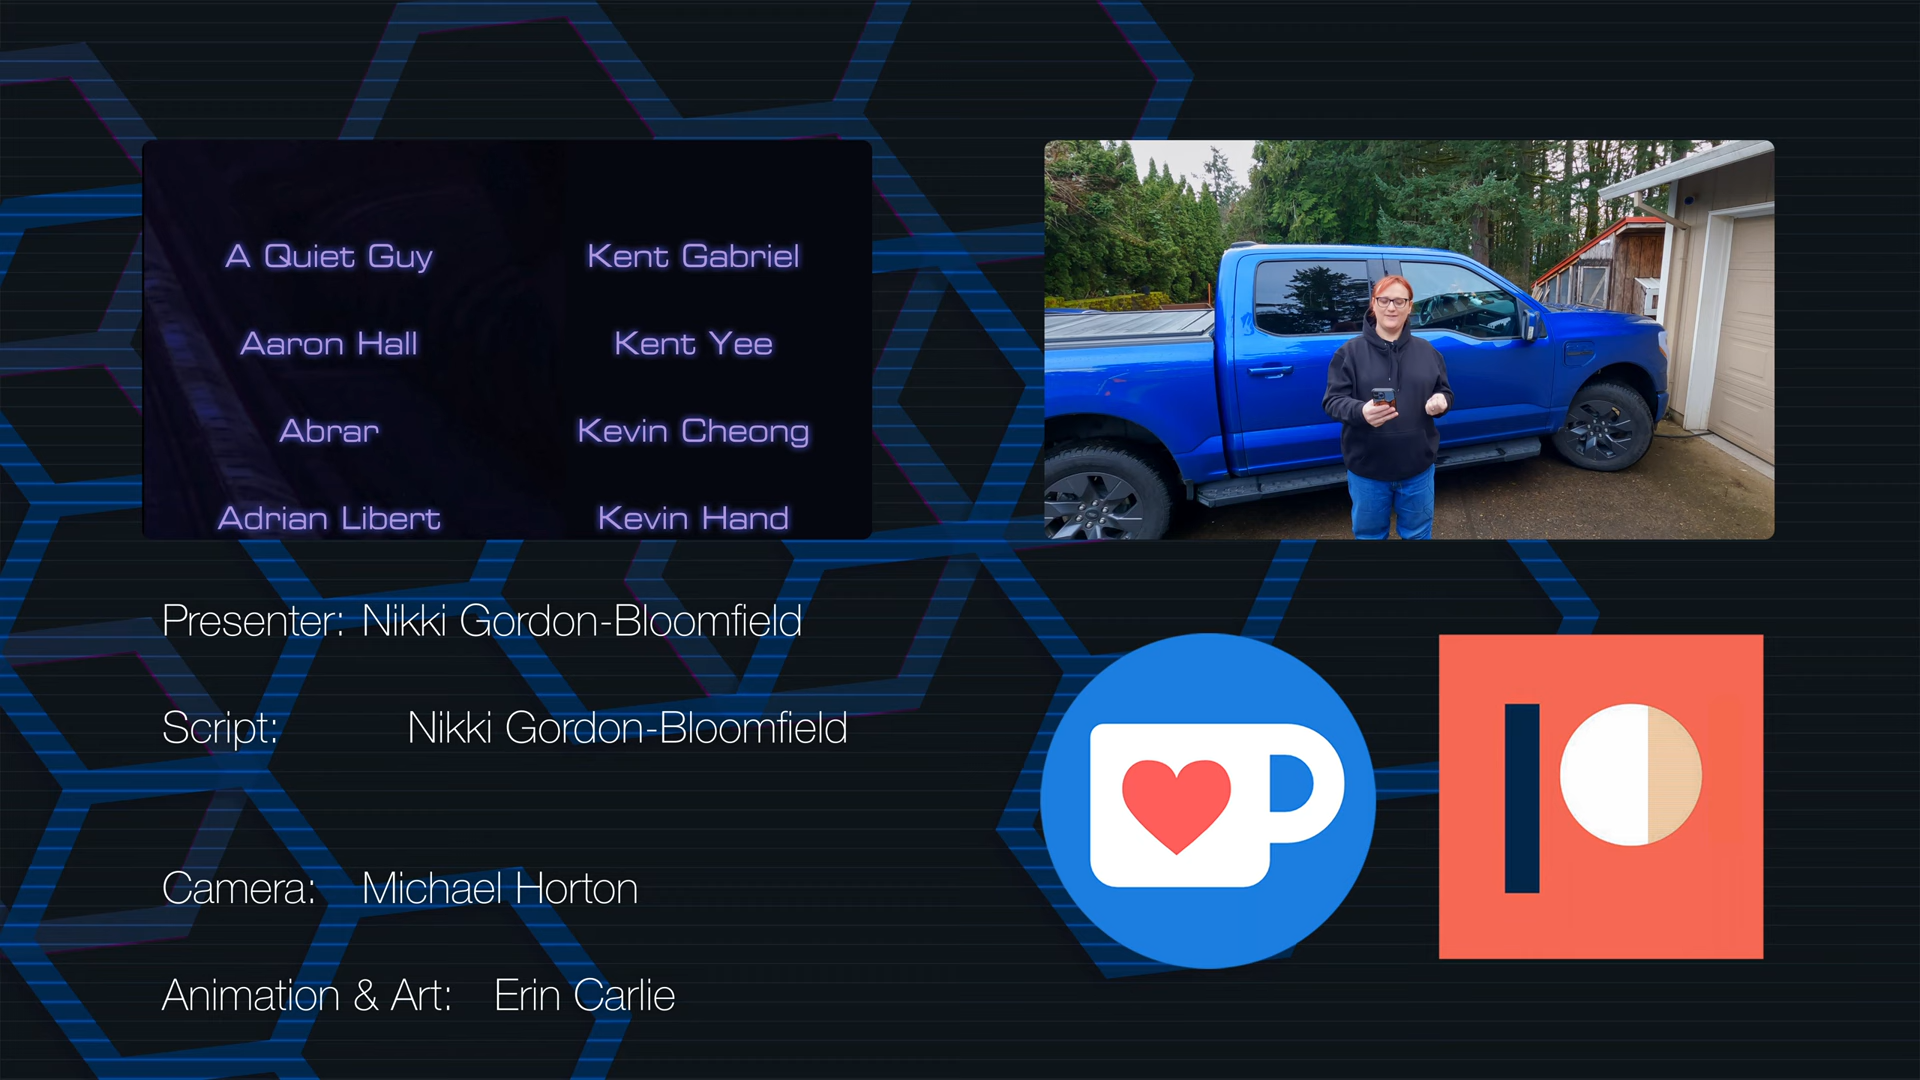 A Quiet Guy
Kent Gabriel
Aaron Hall
Kent Yee
Abrar
Kevin Cheong
Adrian Libert
Kevin Hand
Presenter: Nikki Gordon-Bloomfield
Script: Nikki Gordon-Bloomfield
Camera: Michael Horton
Animation & Art: Erin Carlie